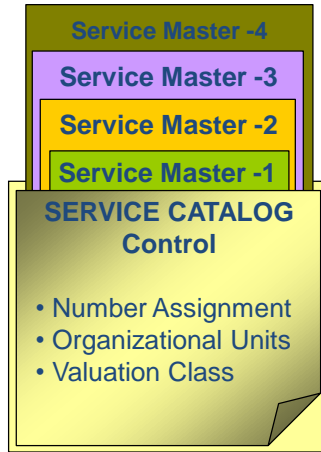 Service Master -4
Service Master -3
Service Master -2
Service Master -1
SERVICE CATALOG
Control
• Number Assignment
• Organizational Units
• Valuation Class